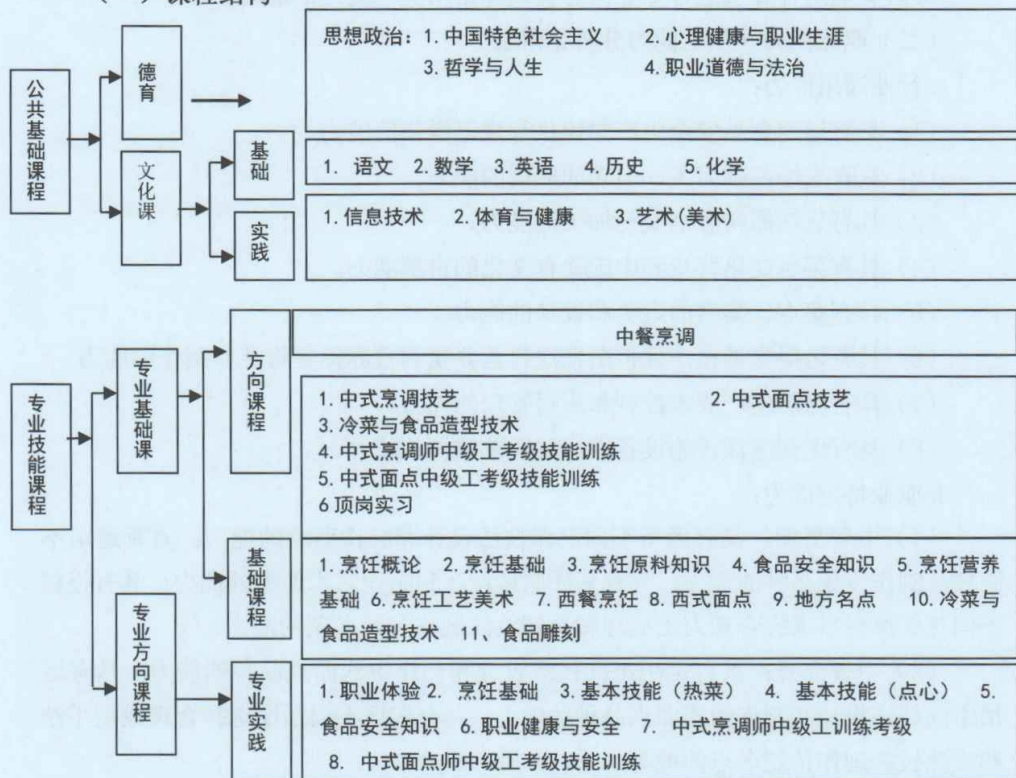 公共基础课程
德育
思想政治: 1. 中国特色社会主义 2. 心理健康与职业生涯
3. 哲学与人生 4. 职业道德与法治
文化课
基础
1. 语文 2. 数学 3. 英语 4. 历史 5. 化学
实践
1. 信息技术 2. 体育与健康 3. 艺术(美术)
专业技能课程
专业基础课
方向课程
中餐烹调
1. 中式烹调技艺 2. 中式面点技艺
3. 冷菜与食品造型技术
4. 中式烹调师中级工考级技能训练
5. 中式面点中级工考级技能训练
6 顶岗实习
基础课程
1. 烹饪概论 2. 烹饪基础 3. 烹饪原料知识 4. 食品安全知识 5. 烹饪营养
基础 6. 烹饪工艺美术 7. 西餐烹饪 8. 西式面点 9. 地方名点 10. 冷菜与
食品造型技术 11、食品雕刻
专业方向课程
专业实践
1. 职业体验 2. 烹饪基础 3. 基本技能（热菜） 4. 基本技能（点心） 5.
食品安全知识 6. 职业健康与安全 7. 中式烹调师中级工训练考级
8. 中式面点师中级工考级技能训练